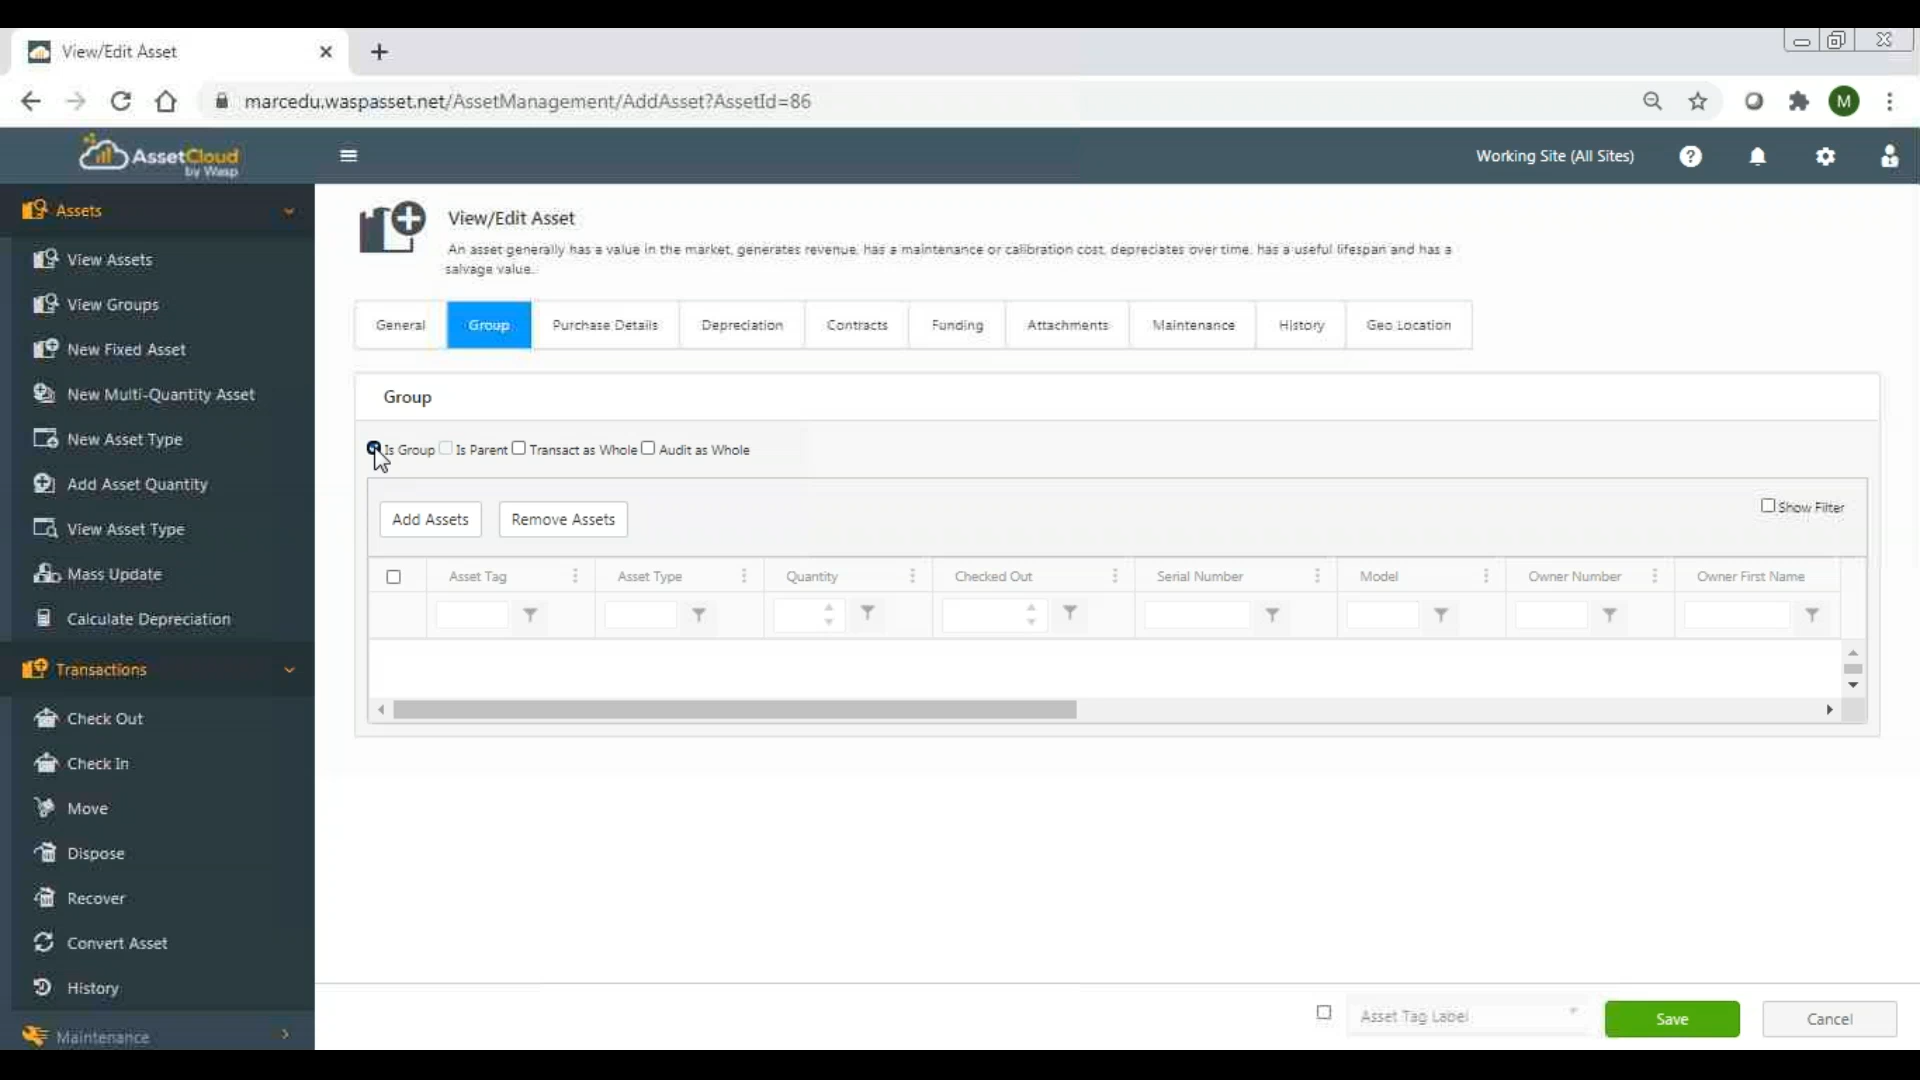 View/Edit Asset
marcedu.waspasset.net/AssetManagement/AddAsset?AssetId=86
M
AssetCloud
by Wasp
Working Site (All Sites)
Assets
View Assets
View Groups
New Fixed Asset
New Multi-Quantity Asset
New Asset Type
Add Asset Quantity
View Asset Type
Mass Update
Calculate Depreciation
Transactions
Check Out
Check In
Move
Dispose
Recover
Convert Asset
History
Maintenance
View/Edit Asset
An asset generally has a value in the market, generates revenue, has a maintenance or calibration cost, depreciates over time, has a useful lifespan and has a
salvage value.
General Group Purchase Details Depreciation Contracts Funding Attachments Maintenance History Geo Location
Group
Is Group Is Parent Transact as Whole Audit as Whole
Add Assets Remove Assets Show Filter
Asset Tag Asset Type Quantity Checked Out Serial Number Model Owner Number Owner First Name
Asset Tag Label Save Cancel